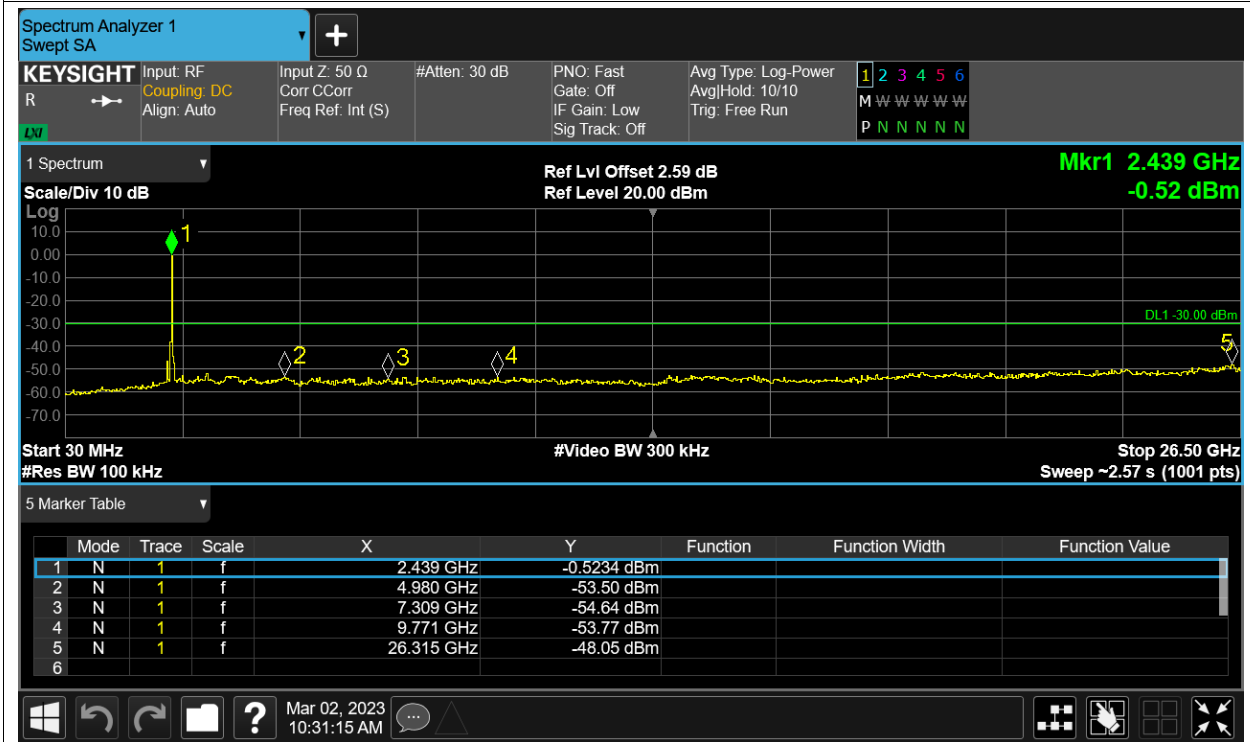 Spectrum Analyzer 1
Swept SA
+
KEYSIGHT
R
LXI
Input: RF
Coupling: DC
Align: Auto
Input Z: 50 Ω
Corr CCorr
Freq Ref: Int (S)
#Atten: 30 dB
PNO: Fast
Gate: Off
IF Gain: Low
Sig Track: Off
Avg Type: Log-Power
Avg|Hold: 10/10
Trig: Free Run
1 2 3 4 5 6
M W W W W W
P N N N N N
1 Spectrum
Scale/Div 10 dB
Ref Lvl Offset 2.59 dB
Ref Level 20.00 dBm
Mkr1 2.439 GHz
-0.52 dBm
Log
10.0
0.00
-10.0
-20.0
-30.0
-40.0
-50.0
-60.0
-70.0
1
2
3
4
5
DL1 -30.00 dBm
Start 30 MHz
#Video BW 300 kHz
Stop 26.50 GHz
#Res BW 100 kHz
Sweep ~2.57 s (1001 pts)
5 Marker Table
Mode Trace Scale X Y Function Function Width Function Value
1 N 1 f 2.439 GHz -0.5234 dBm
2 N 1 f 4.980 GHz -53.50 dBm
3 N 1 f 7.309 GHz -54.64 dBm
4 N 1 f 9.771 GHz -53.77 dBm
5 N 1 f 26.315 GHz -48.05 dBm
6
?
Mar 02, 2023
10:31:15 AM